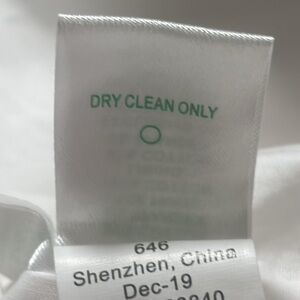 DRY CLEAN ONLY
646
Shenzhen, China
Dec-19